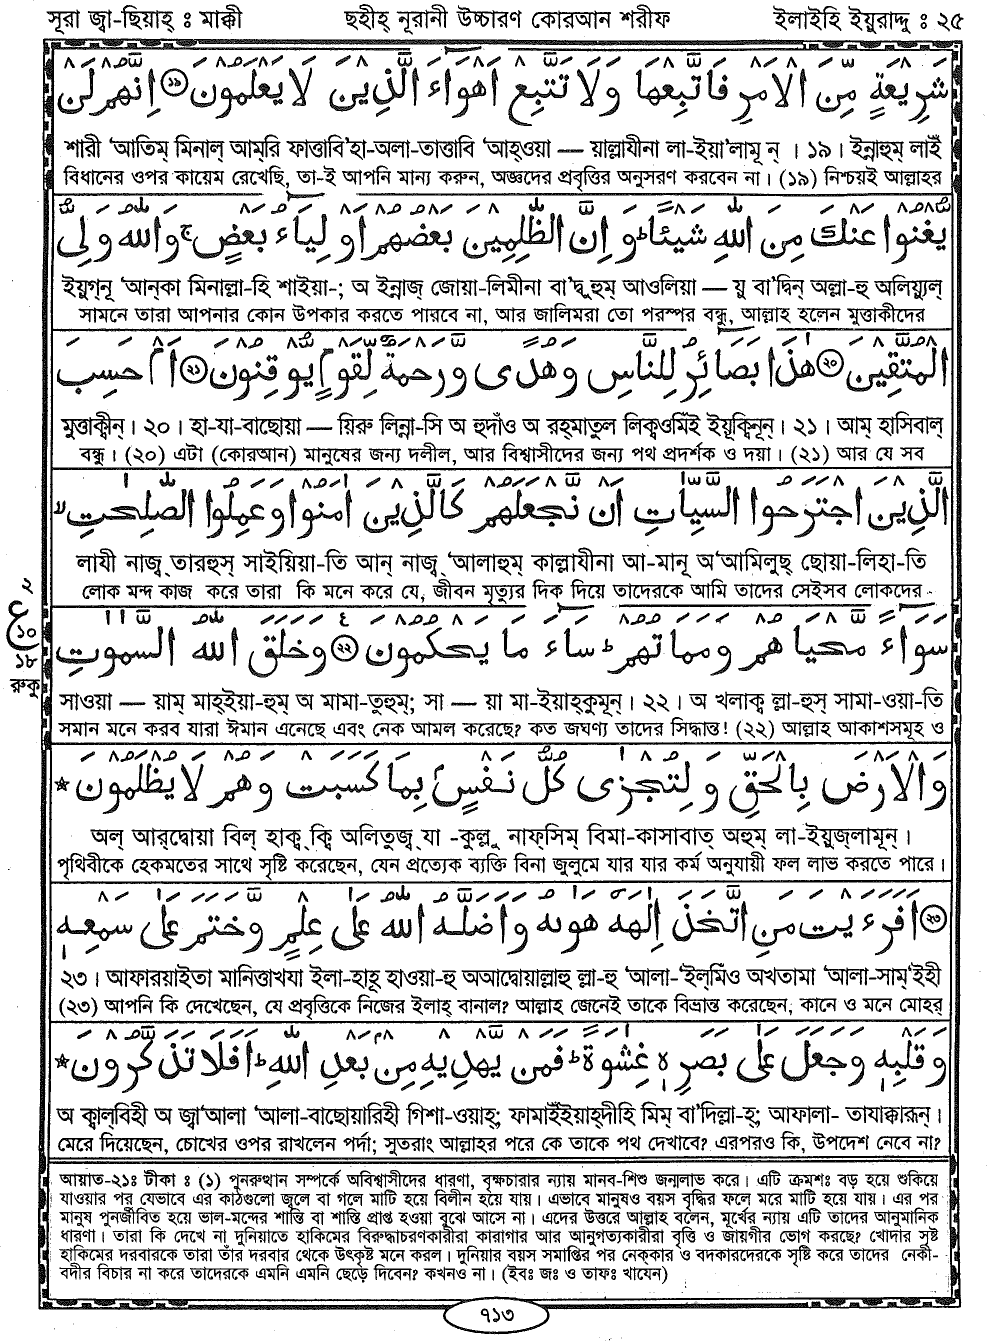 সূরা জ্বা-ছিয়াহ্ : মাক্কী ছহীহ্ নূরানী উচ্চারণ কোরআন শরীফ ইলাইহি ইয়ুরাদ্দু : ২৫
شَرِيْعَةٍ مِّنَ الْاَمْرِ فَاتَّبِعْهَا وَلَا تَتَّبِعْ اَهْوَآءَ الَّذِيْنَ لَا يَعْلَمُوْنَ ﴿১৯﴾ اِنَّهُمْ لَنْ
শারী 'আতিম্ মিনাল্ আম্‌রি ফাত্তাবি'হা-অলা-তাত্তাবি 'আহ্ওয়া — য়াল্লাযীনা লা-ইয়া'লামূ ন্ । ১৯ । ইন্নাহুম্ লাইঁ
বিধানের ওপর কায়েম রেখেছি, তা-ই আপনি মান্য করুন, অজ্ঞদের প্রবৃত্তির অনুসরণ করবেন না। (১৯) নিশ্চয়ই আল্লাহর
يُّغْنُوْا عَنْكَ مِنَ اللّٰهِ شَيْـًٔا ؕ وَاِنَّ الظّٰلِمِيْنَ بَعْضُهُمْ اَوْلِيَآءُ بَعْضٍ ۚ وَاللّٰهُ وَلِيُّ
ইয়ুগ্‌নূ 'আন্‌কা মিনাল্লা-হি শাইয়া-; অ ইন্নাজ্ জোয়া-লিমীনা বা'দ্বু হুম্ আওলিয়া — য়ু বা'দ্বিন্ অল্লা-হু অলিয়্যুল্
সামনে তারা আপনার কোন উপকার করতে পারবে না, আর জালিমরা তো পরস্পর বন্ধু, আল্লাহ হলেন মুত্তাকীদের
الْمُتَّقِيْنَ ﴿২০﴾ هٰذَا بَصَآئِرُ لِلنَّاسِ وَهُدًى وَّرَحْمَةٌ لِّقَوْمٍ يُّوْقِنُوْنَ ﴿২১﴾ اَمْ حَسِبَ
মুত্তাক্বীন্। ২০। হা-যা-বাছোয়া — য়িরু লিন্না-সি অ হুদাঁও অ রহ্‌মাতুল্ লিক্বওমিঁই ইয়ূক্বিনূন্। ২১। আম্ হাসিবাল্
বন্ধু। (২০) এটা (কোরআন) মানুষের জন্য দলীল, আর বিশ্বাসীদের জন্য পথ প্রদর্শক ও দয়া। (২১) আর যে সব
الَّذِيْنَ اجْتَرَحُوا السَّيِّاٰتِ اَنْ نَّجْعَلَهُمْ كَالَّذِيْنَ اٰمَنُوْا وَعَمِلُوا الصّٰلِحٰتِ ۙ
লাযী নাজ্ব্ তারহুস্ সাইয়িয়া-তি আন্ নাজ্ব্ 'আলাহুম্ কাল্লাযীনা আ-মানূ অ'আমিলুছ্ ছোয়া-লিহা-তি
লোক মন্দ কাজ করে তারা কি মনে করে যে, জীবন মৃত্যুর দিক দিয়ে তাদেরকে আমি তাদের সেইসব লোকদের
২
ع
১০
১৮
রুকু
سَوَآءً مَّحْيَاهُمْ وَمَمَاتُهُمْ ؕ سَآءَ مَا يَحْكُمُوْنَ ﴿২২﴾ وَخَلَقَ اللّٰهُ السَّمٰوٰتِ
সাওয়া — য়াম্ মাহ্‌ইয়া-হুম্ অ মামা-তুহুম্; সা — য়া মা-ইয়াহ্‌কুমূন্। ২২। অ খলাক্ব ল্লা-হুস্ সামা-ওয়া-তি
সমান মনে করব যারা ঈমান এনেছে এবং নেক আমল করেছে? কত জঘণ্য তাদের সিদ্ধান্ত! (২২) আল্লাহ আকাশসমূহ ও
وَالْاَرْضَ بِالْحَقِّ وَلِتُجْزٰى كُلُّ نَفْسٍۭ بِمَا كَسَبَتْ وَهُمْ لَا يُظْلَمُوْنَ *
অল্ আর্‌দ্বোয়া বিল্ হাক্ব্ ক্বি অলিতুজ্ব্ যা -কুল্লু নাফ্‌সিম্ বিমা-কাসাবাত্ অহুম্ লা-ইয়ুজ্‌লামূন্।
পৃথিবীকে হেকমতের সাথে সৃষ্টি করেছেন, যেন প্রত্যেক ব্যক্তি বিনা জুলুমে যার যার কর্ম অনুযায়ী ফল লাভ করতে পারে।
﴿২৩﴾ اَفَرَءَيْتَ مَنِ اتَّخَذَ اِلٰهَهٗ هَوٰىهُ وَاَضَلَّهُ اللّٰهُ عَلٰى عِلْمٍ وَّخَتَمَ عَلٰى سَمْعِهٖ
২৩। আফারয়াইতা মানিত্তাখযা ইলা-হাহূ হাওয়া-হু অআদ্বোয়াল্লাহু ল্লা-হু 'আলা-'ইল্‌মিঁও অখতামা 'আলা-সাম্'ইহী
(২৩) আপনি কি দেখেছেন, যে প্রবৃত্তিকে নিজের ইলাহ্ বানাল? আল্লাহ জেনেই তাকে বিভ্রান্ত করেছেন, কানে ও মনে মোহর্
وَقَلْبِهٖ وَجَعَلَ عَلٰى بَصَرِهٖ غِشٰوَةً ؕ فَمَنْ يَّهْدِيْهِ مِنْۢ بَعْدِ اللّٰهِ ؕ اَفَلَا تَذَكَّرُوْنَ *
অ ক্বাল্‌বিহী অ জ্বা'আলা 'আলা-বাছোয়ারিহী গিশা-ওয়াহ্; ফামাইঁইয়াহ্‌দীহি মিম্ বা'দিল্লা-হ্; আফালা- তাযাক্কারূন্।
মেরে দিয়েছেন, চোখের ওপর রাখলেন পর্দা; সুতরাং আল্লাহর পরে কে তাকে পথ দেখাবে? এরপরও কি, উপদেশ নেবে না?
আয়াত-২১ঃ টীকা : (১) পুনরুত্থান সম্পর্কে অবিশ্বাসীদের ধারণা, বৃক্ষচারার ন্যায় মানব-শিশু জন্মলাভ করে। এটি ক্রমশঃ বড় হয়ে শুকিয়ে
যাওয়ার পর যেভাবে এর কাঠগুলো জ্বলে বা গলে মাটি হয়ে বিলীন হয়ে যায়। এভাবে মানুষও বয়স বৃদ্ধির ফলে মরে মাটি হয়ে যায়। এর পর
মানুষ পুনর্জীবিত হয়ে ভাল-মন্দের শান্তি বা শাস্তি প্রাপ্ত হওয়া বুঝে আসে না। এদের উত্তরে আল্লাহ বলেন, মূর্খের ন্যায় এটি তাদের আনুমানিক
ধারণা। তারা কি দেখে না দুনিয়াতে হাকিমের বিরুদ্ধাচরণকারীরা কারাগার আর আনুগত্যকারীরা বৃত্তি ও জায়গীর ভোগ করছে? খোদার সৃষ্ট
হাকিমের দরবারকে তারা তাঁর দরবার থেকে উৎকৃষ্ট মনে করল। দুনিয়ার বয়স সমাপ্তির পর নেককার ও বদকারদেরকে সৃষ্টি করে তাদের নেকী-
বদীর বিচার না করে তাদেরকে এমনি এমনি ছেড়ে দিবেন? কখনও না। (ইবঃ জঃ ও তাফঃ খাযেন)
৭১৩